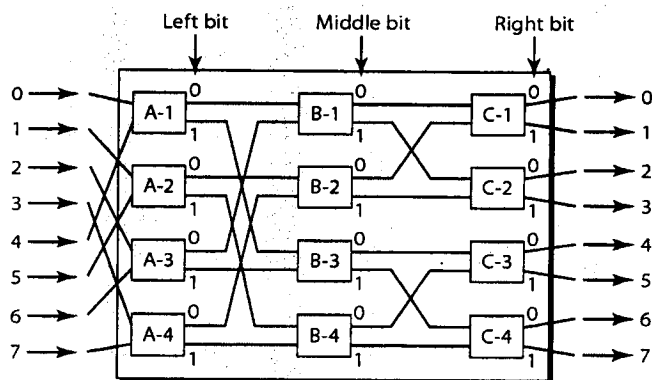 Left bit Middle bit Right bit
0 0 0 0
0 A-1 B-1 C-1
1 1 1 1 1
0 0 0 2
2 A-2 B-2 C-2
3 1 1 1 3
4 0 0 0 4
5 A-3 B-3 C-3
6 1 1 1 5
0 0 0 6
7 A-4 B-4 C-4
1 1 1 7